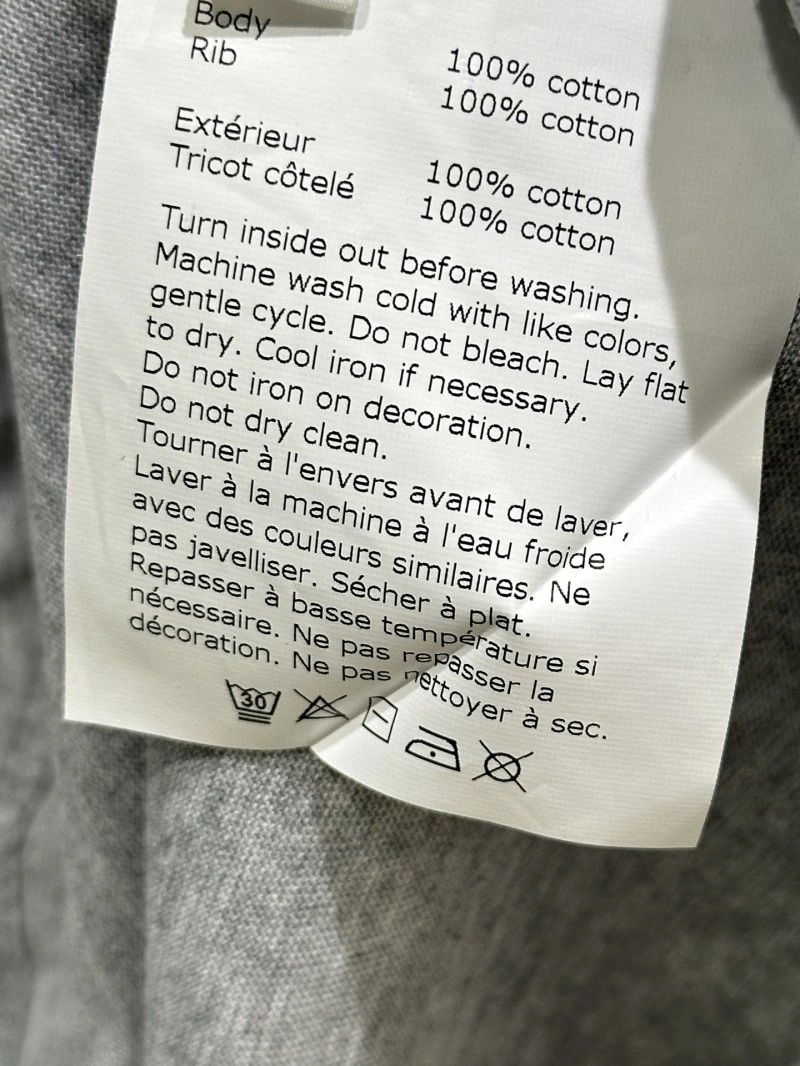 Body 100% cotton
Rib 100% cotton
Extérieur 100% cotton
Tricot côtelé 100% cotton
Turn inside out before washing.
Machine wash cold with like colors,
gentle cycle. Do not bleach. Lay flat
to dry. Cool iron if necessary.
Do not iron on decoration.
Do not dry clean.
Tourner à l'envers avant de laver,
Laver à la machine à l'eau froide
avec des couleurs similaires. Ne
pas javelliser. Sécher à plat.
Repasser à basse température si
nécessaire. Ne pas repasser la
décoration. Ne pas nettoyer à sec.
30